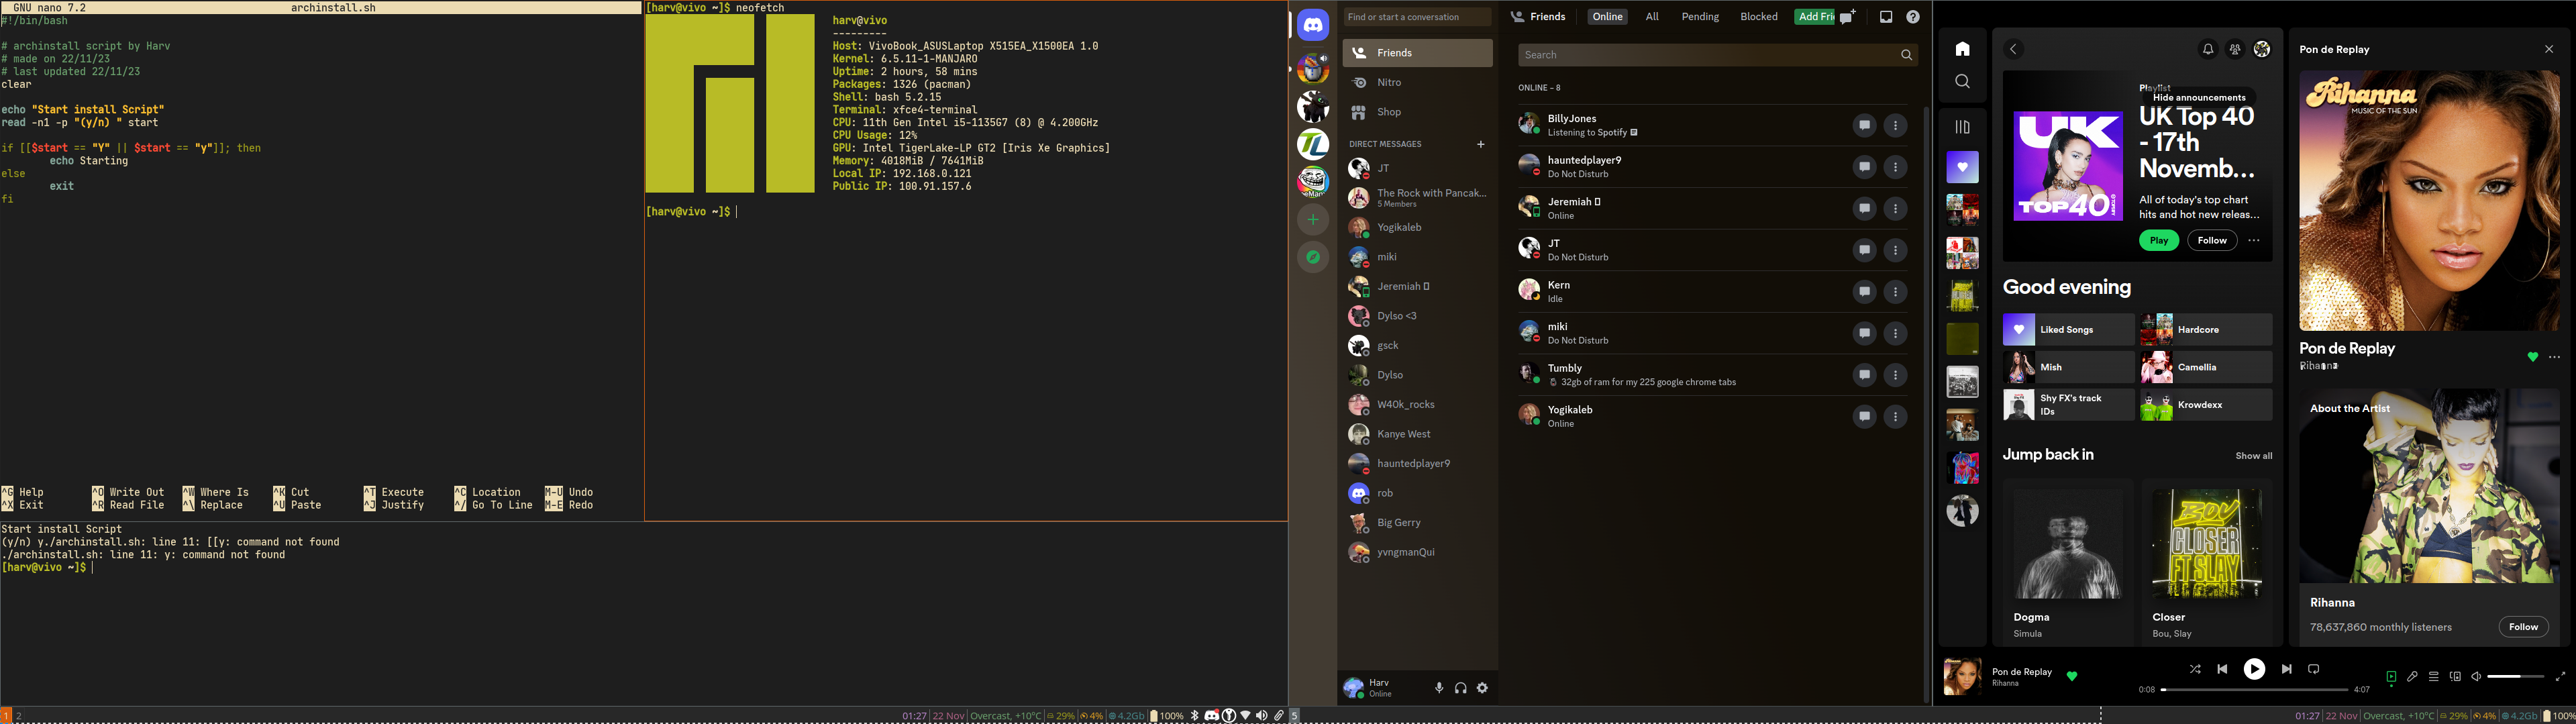 GNU nano 7.2 archinstall.sh
#!/bin/bash
# archinstall script by Harv
# made on 22/11/23
# last updated 22/11/23
clear
echo "Start install Script"
read -n1 -p "(y/n) " start
if [[$start == "Y" || $start == "y"]]; then
echo Starting
else
exit
fi
^G Help ^O Write Out ^W Where Is ^K Cut ^T Execute ^C Location M-U Undo
^X Exit ^R Read File ^\ Replace ^U Paste ^J Justify ^/ Go To Line M-E Redo
Start install Script
(y/n) y./archinstall.sh: line 11: [[y: command not found
./archinstall.sh: line 11: y: command not found
[harv@vivo ~]$
[harv@vivo ~]$ neofetch
harv@vivo
---------
Host: VivoBook_ASUSLaptop X515EA_X1500EA 1.0
Kernel: 6.5.11-1-MANJARO
Uptime: 2 hours, 58 mins
Packages: 1326 (pacman)
Shell: bash 5.2.15
Terminal: xfce4-terminal
CPU: 11th Gen Intel i5-1135G7 (8) @ 4.200GHz
CPU Usage: 12%
GPU: Intel TigerLake-LP GT2 [Iris Xe Graphics]
Memory: 4018MiB / 7641MiB
Local IP: 192.168.0.121
Public IP: 100.91.157.6
[harv@vivo ~]$
TL
Find or start a conversation
Friends
Nitro
Shop
DIRECT MESSAGES
JT
The Rock with Pancak...
5 Members
Yogikaleb
miki
Jeremiah
Dylso <3
gsck
Dylso
W40k_rocks
Kanye West
hauntedplayer9
rob
Big Gerry
yvngmanQui
Harv
Online
Friends Online All Pending Blocked Add Fri
Search
ONLINE – 8
BillyJones
Listening to Spotify
hauntedplayer9
Do Not Disturb
Jeremiah
Online
JT
Do Not Disturb
Kern
Idle
miki
Do Not Disturb
Tumbly
32gb of ram for my 225 google chrome tabs
Yogikaleb
Online
UK
TOP40
Playlist
Hide announcements
UK Top 40
- 17th
Novemb...
All of today's top chart
hits and hot new releas...
Play Follow
Good evening
Liked Songs Hardcore
Mish Camellia
Shy FX's track
IDs
Krowdexx
Jump back in Show all
BOU
CLOSER
FT SLAY
Dogma
Simula
Closer
Bou, Slay
Pon de Replay
Rihanna
MUSIC OF THE SUN
Pon de Replay
Rihanna
About the Artist
Rihanna
78,637,860 monthly listeners
Follow
Pon de Replay
Rihanna
0:08 4:07
1 2
01:27 22 Nov Overcast, +10°C 29% 4% 4.2Gb 100%
5
01:27 22 Nov Overcast, +10°C 29% 4% 4.2Gb 100%